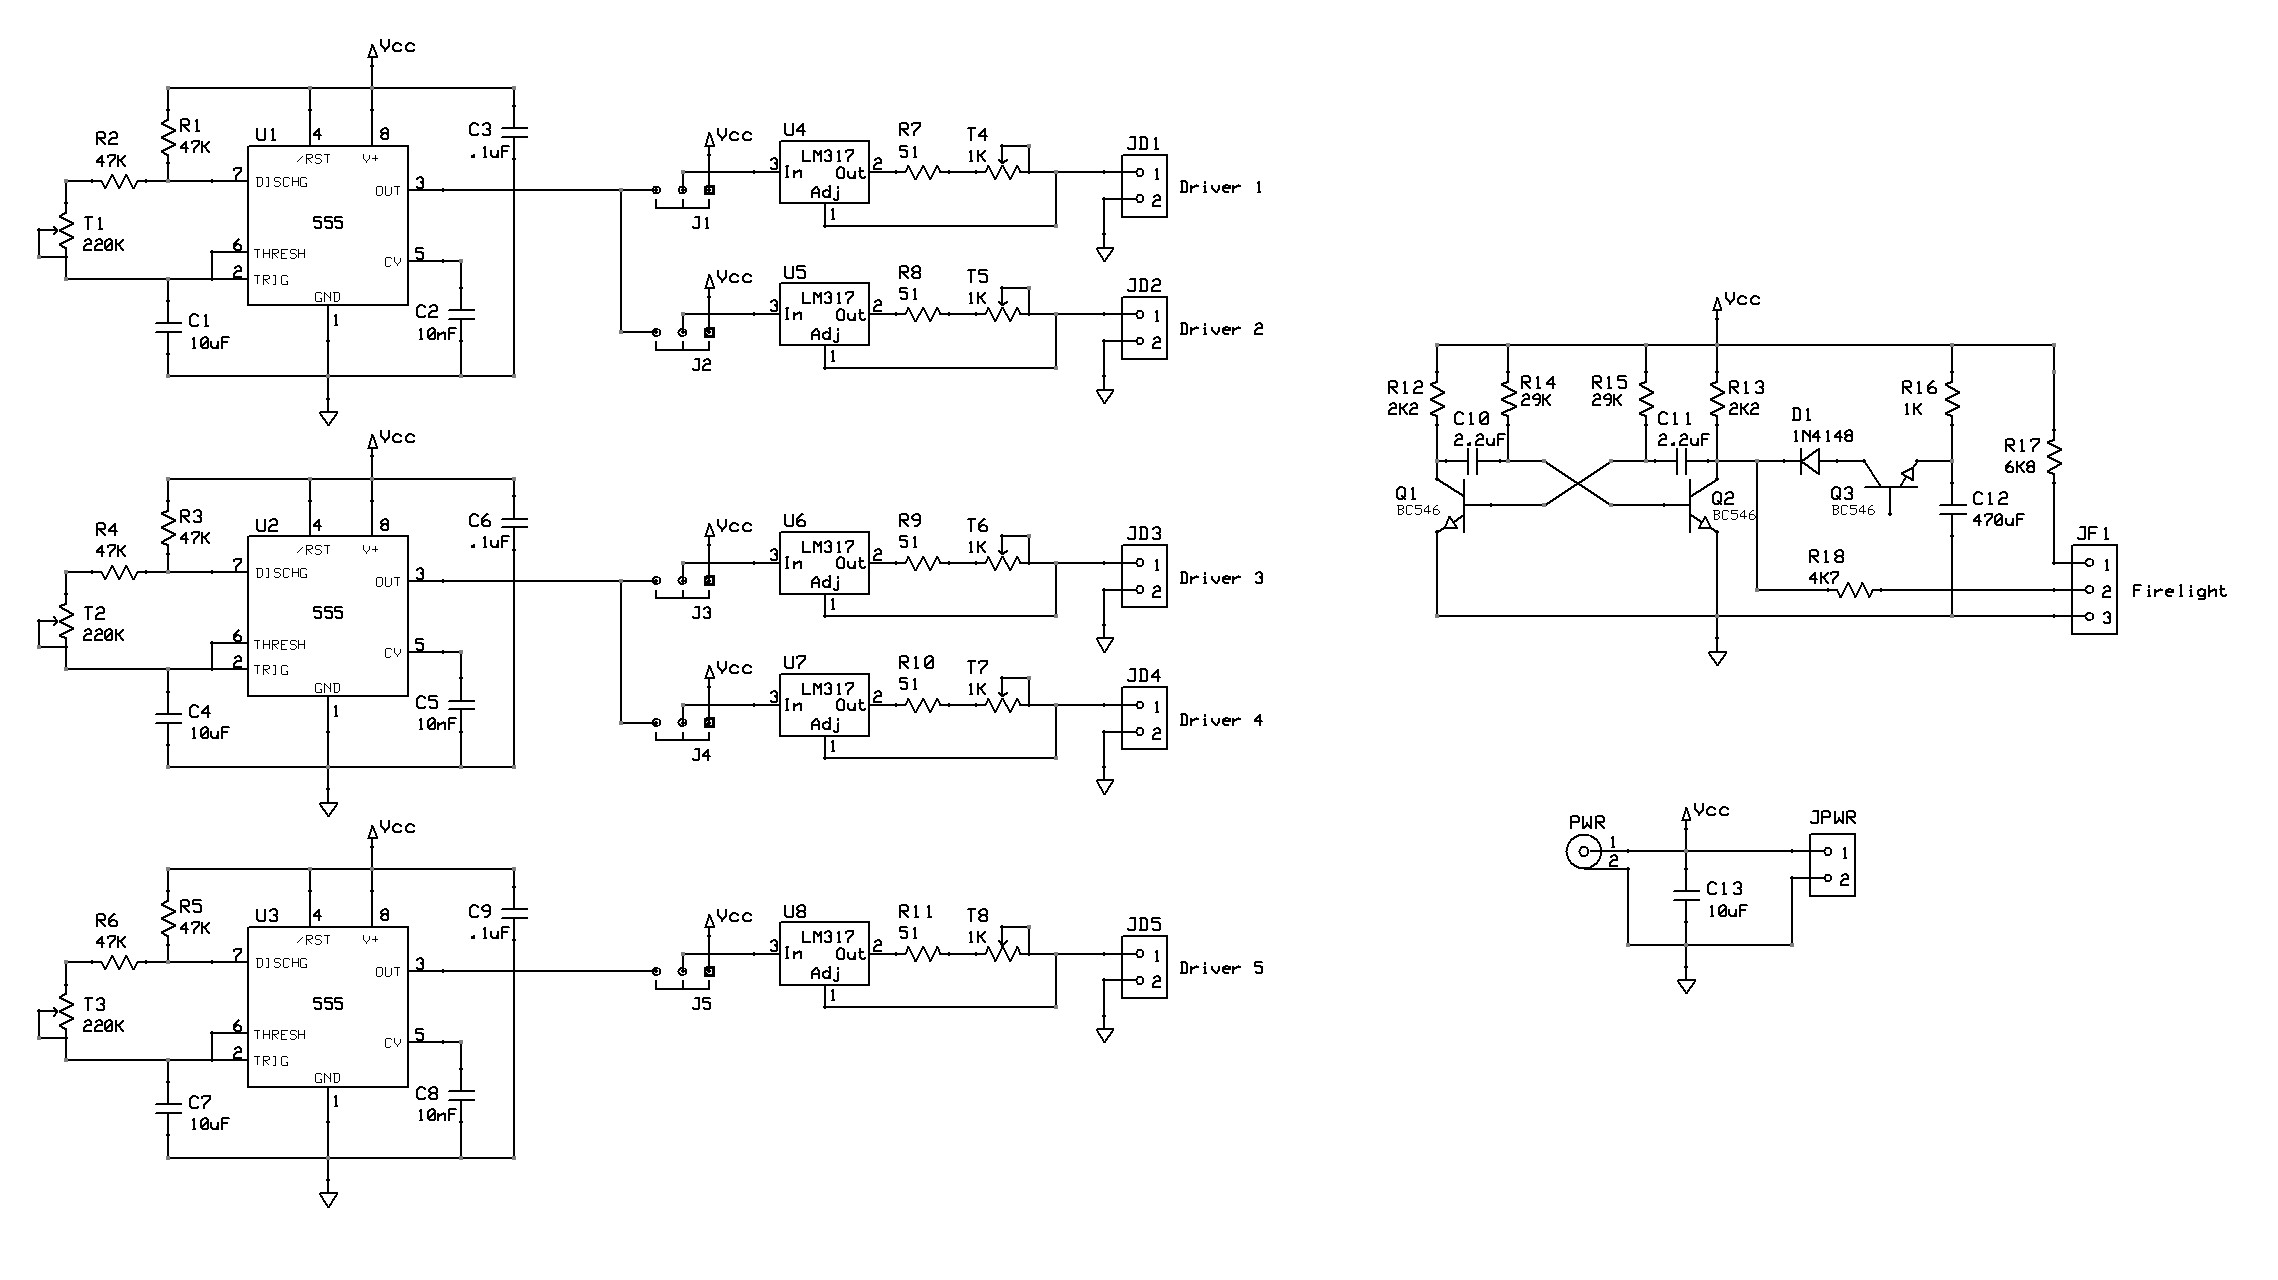 Vcc
R2
47K
R1
47K
U1
4
8
/RST
V+
C3
.1uF
7
DISCHG
OUT
3
555
T1
220K
6
THRESH
2
TRIG
CV
5
GND
1
C1
10uF
C2
10nF
Vcc
J1
U4
LM317
3
In
Out
2
Adj
1
R7
51
T4
1K
JD1
1
2
Driver 1
Vcc
J2
U5
LM317
3
In
Out
2
Adj
1
R8
51
T5
1K
JD2
1
2
Driver 2
Vcc
R4
47K
R3
47K
U2
4
8
/RST
V+
C6
.1uF
7
DISCHG
OUT
3
555
T2
220K
6
THRESH
2
TRIG
CV
5
GND
1
C4
10uF
C5
10nF
Vcc
J3
U6
LM317
3
In
Out
2
Adj
1
R9
51
T6
1K
JD3
1
2
Driver 3
Vcc
J4
U7
LM317
3
In
Out
2
Adj
1
R10
51
T7
1K
JD4
1
2
Driver 4
Vcc
R6
47K
R5
47K
U3
4
8
/RST
V+
C9
.1uF
7
DISCHG
OUT
3
555
T3
220K
6
THRESH
2
TRIG
CV
5
GND
1
C7
10uF
C8
10nF
Vcc
J5
U8
LM317
3
In
Out
2
Adj
1
R11
51
T8
1K
JD5
1
2
Driver 5
Vcc
R12
2K2
R14
29K
R15
29K
R13
2K2
R16
1K
C10
2.2uF
C11
2.2uF
D1
1N4148
R17
6K8
Q1
BC546
Q2
BC546
Q3
BC546
C12
470uF
R18
4K7
JF1
1
2
3
Firelight
PWR
1
2
Vcc
C13
10uF
JPWR
1
2